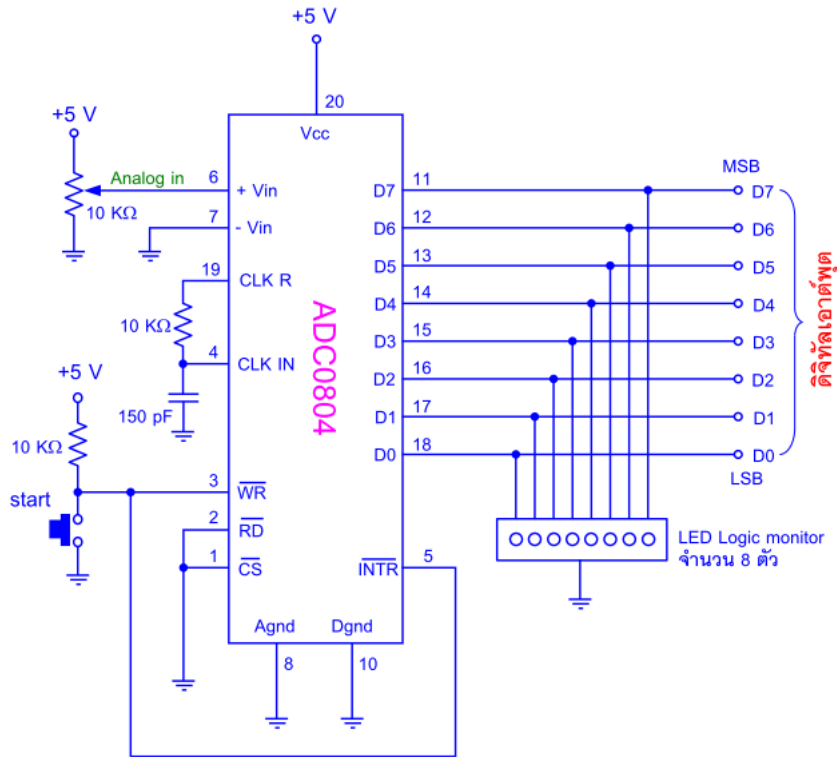 +5 V
20
Vcc
+5 V
10 KΩ
Analog in
6
+ Vin
7
- Vin
19
CLK R
10 KΩ
4
CLK IN
150 pF
+5 V
10 KΩ
start
3
WR
2
RD
1
CS
ADC0804
D7
11
D6
12
D5
13
D4
14
D3
15
D2
16
D1
17
D0
18
INTR
5
Agnd
8
Dgnd
10
MSB
D7
D6
D5
D4
D3
D2
D1
D0
LSB
ดิจิทัลเอาต์พุต
LED Logic monitor
จำนวน 8 ตัว